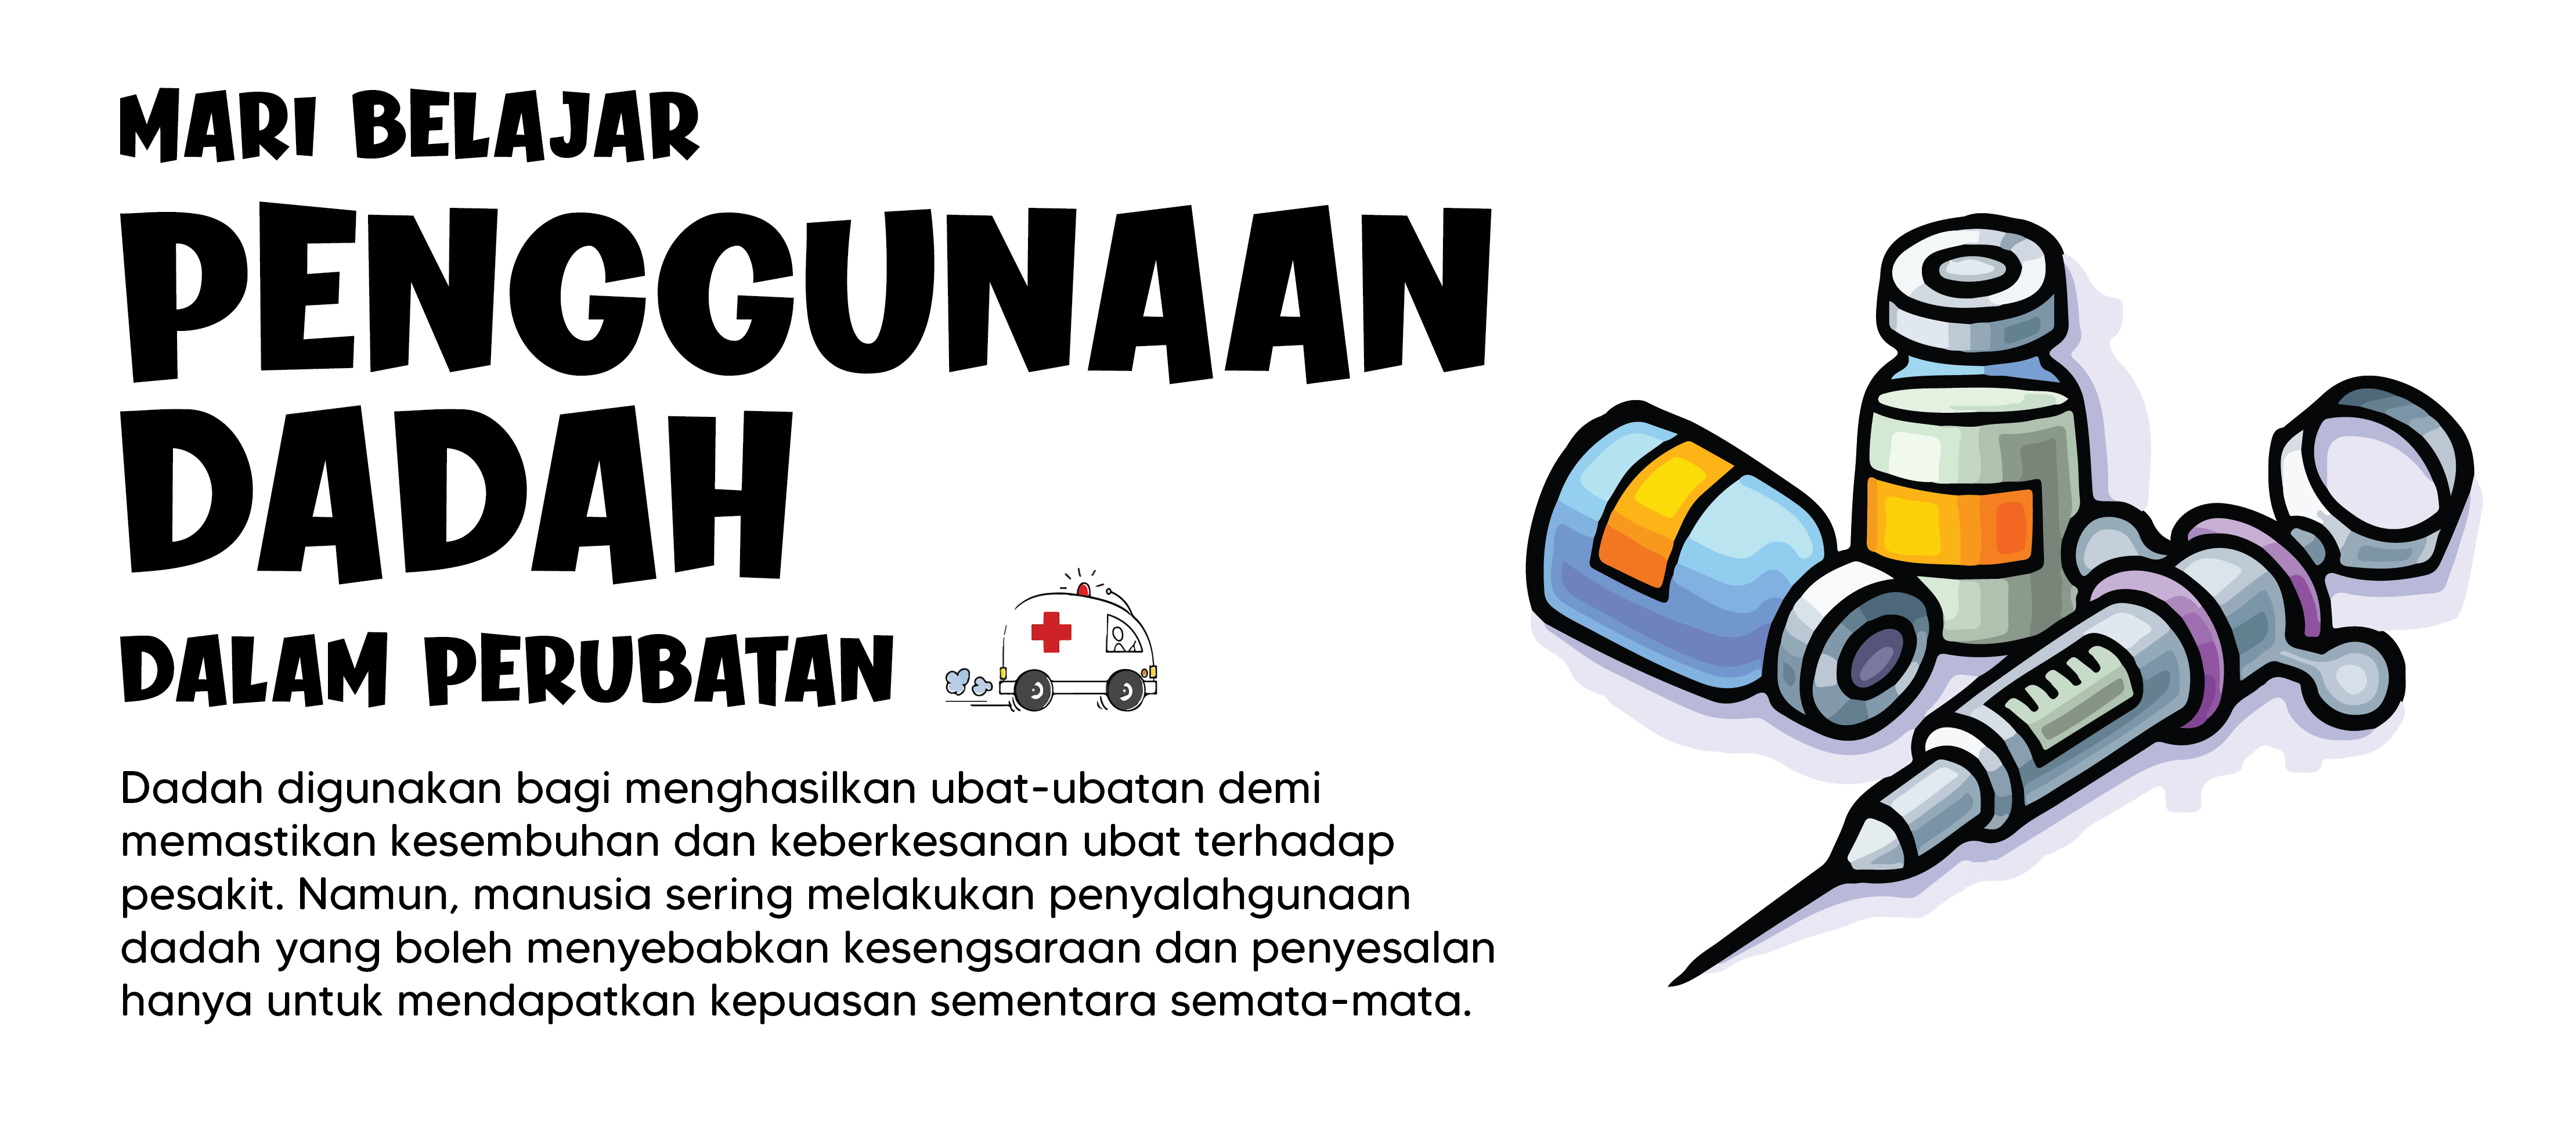 MARI BELAJAR
PENGGUNAAN
DADAH
DALAM PERUBATAN
Dadah digunakan bagi menghasilkan ubat-ubatan demi
memastikan kesembuhan dan keberkesanan ubat terhadap
pesakit. Namun, manusia sering melakukan penyalahgunaan
dadah yang boleh menyebabkan kesengsaraan dan penyesalan
hanya untuk mendapatkan kepuasan sementara semata-mata.